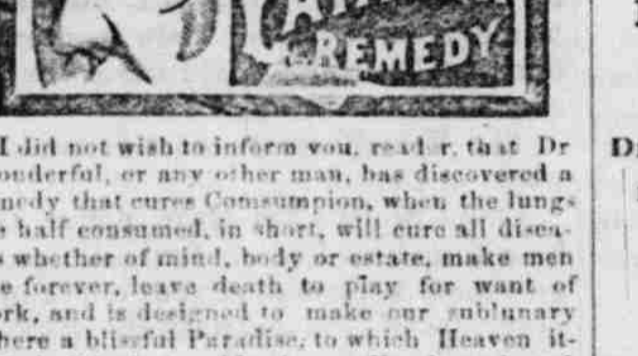 REMEDY
I did not wish to inform you, reader, that Dr
onderful, or any other man, has discovered a
nedy that cures Comsumpion, when the lungs
e half consumed, in short, will cure all disea-
s whether of mind, body or estate, make men
e forever, leave death to play for want of
ork, and is designed to make our sublunary
here a blissful Paradise, to which Heaven it-
D